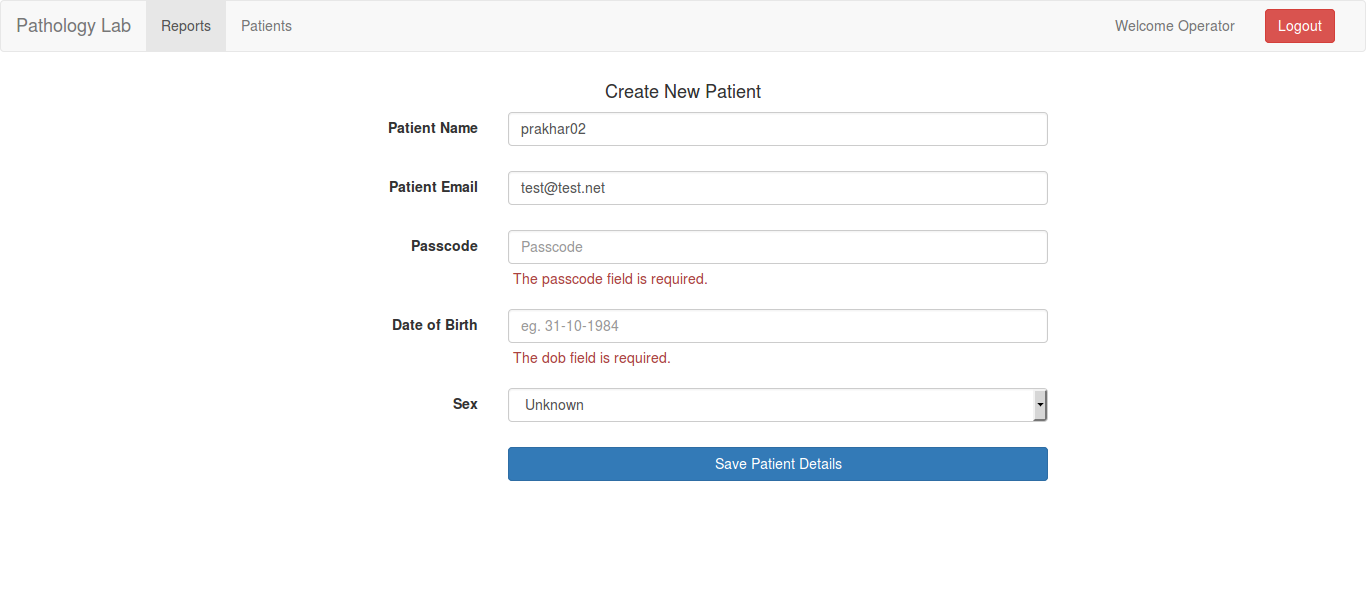 Pathology Lab Reports Patients Welcome Operator Logout
Create New Patient
Patient Name prakhar02
Patient Email test@test.net
Passcode Passcode
The passcode field is required.
Date of Birth eg. 31-10-1984
The dob field is required.
Sex Unknown
Save Patient Details